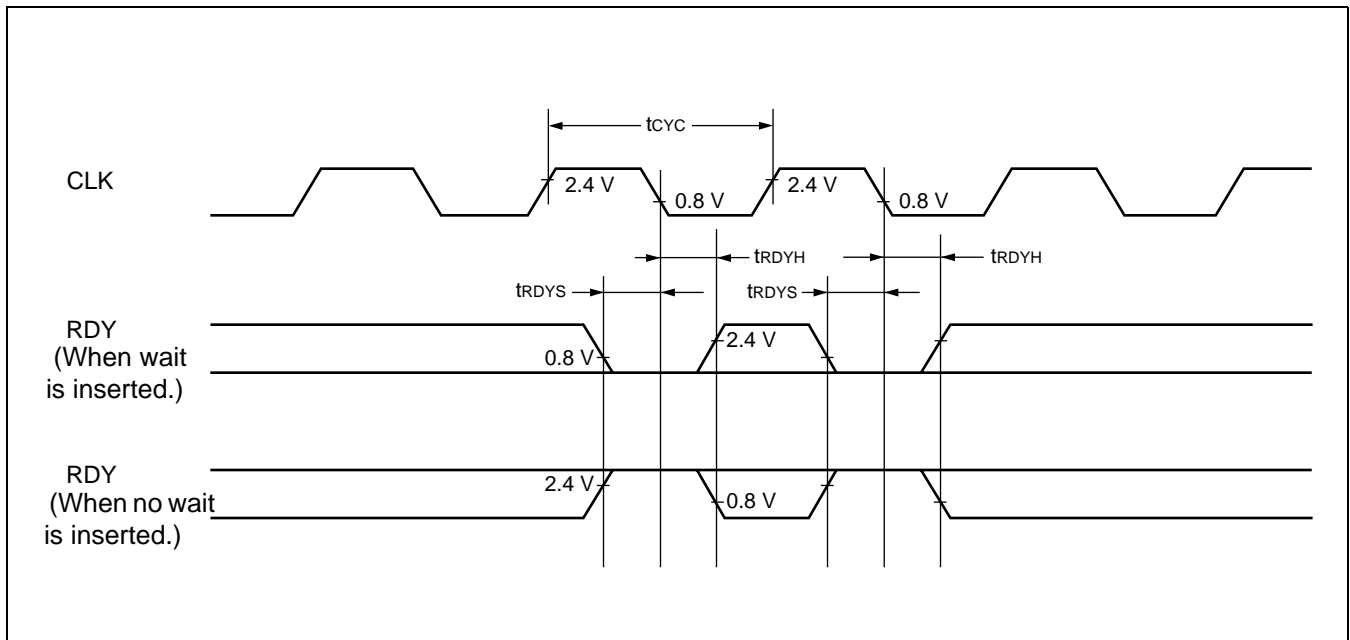 tCYC
CLK
2.4 V
0.8 V
2.4 V
0.8 V
tRDYH
tRDYH
tRDYS
tRDYS
RDY
(When wait
is inserted.)
0.8 V
2.4 V
RDY
(When no wait
is inserted.)
2.4 V
0.8 V